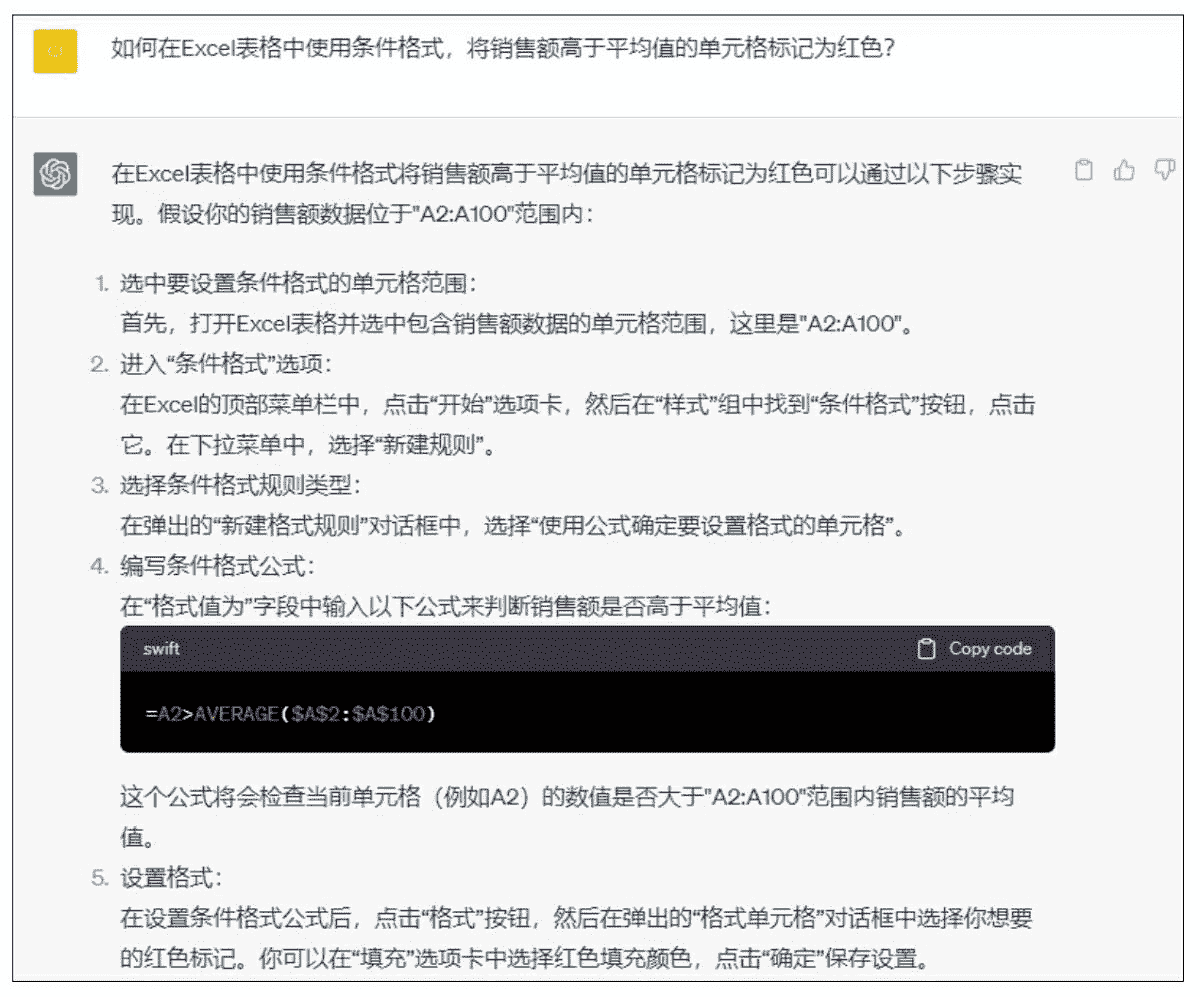 如何在Excel表格中使用条件格式，将销售额高于平均值的单元格标记为红色？
在Excel表格中使用条件格式将销售额高于平均值的单元格标记为红色可以通过以下步骤实
现。假设你的销售额数据位于"A2:A100"范围内：
1. 选中要设置条件格式的单元格范围：
首先，打开Excel表格并选中包含销售额数据的单元格范围，这里是"A2:A100"。
2. 进入“条件格式”选项：
在Excel的顶部菜单栏中，点击“开始”选项卡，然后在“样式”组中找到“条件格式”按钮，点击
它。在下拉菜单中，选择“新建规则”。
3. 选择条件格式规则类型：
在弹出的“新建格式规则”对话框中，选择“使用公式确定要设置格式的单元格”。
4. 编写条件格式公式：
在“格式值为”字段中输入以下公式来判断销售额是否高于平均值：
swift Copy code
=A2>AVERAGE($A$2:$A$100)
这个公式将会检查当前单元格（例如A2）的数值是否大于"A2:A100"范围内销售额的平均
值。
5. 设置格式：
在设置条件格式公式后，点击“格式”按钮，然后在弹出的“格式单元格”对话框中选择你想要
的红色标记。你可以在“填充”选项卡中选择红色填充颜色，点击“确定”保存设置。